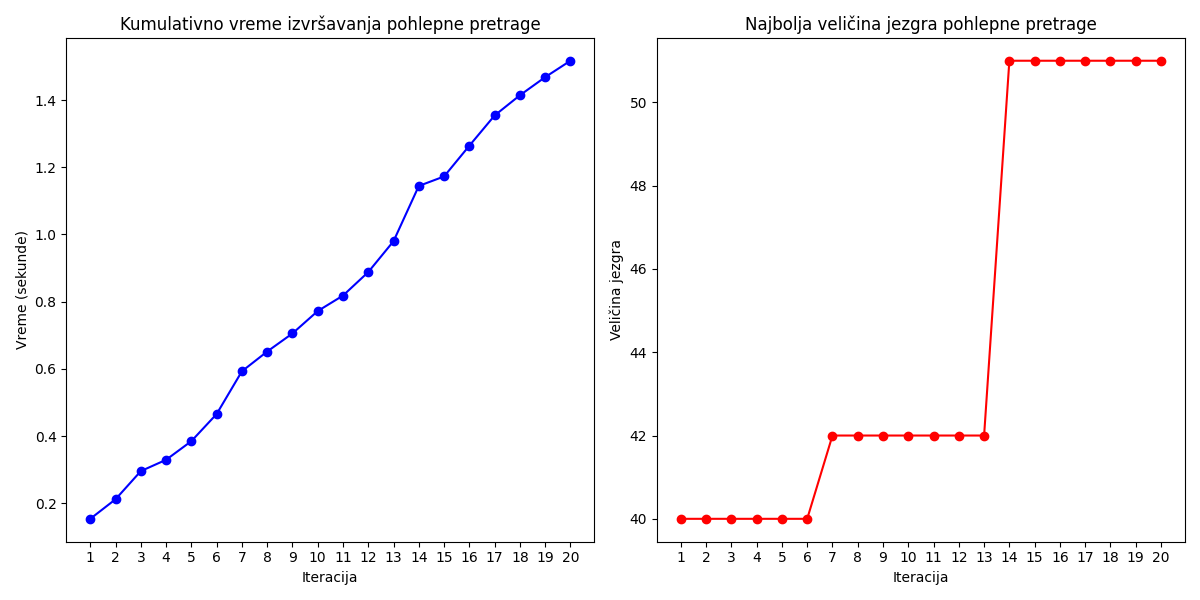 Kumulativno vreme izvršavanja pohlepne pretrage
Vreme (sekunde)
1.4
1.2
1.0
0.8
0.6
0.4
0.2
1 2 3 4 5 6 7 8 9 10 11 12 13 14 15 16 17 18 19 20
Iteracija
Najbolja veličina jezgra pohlepne pretrage
Veličina jezgra
50
48
46
44
42
40
1 2 3 4 5 6 7 8 9 10 11 12 13 14 15 16 17 18 19 20
Iteracija